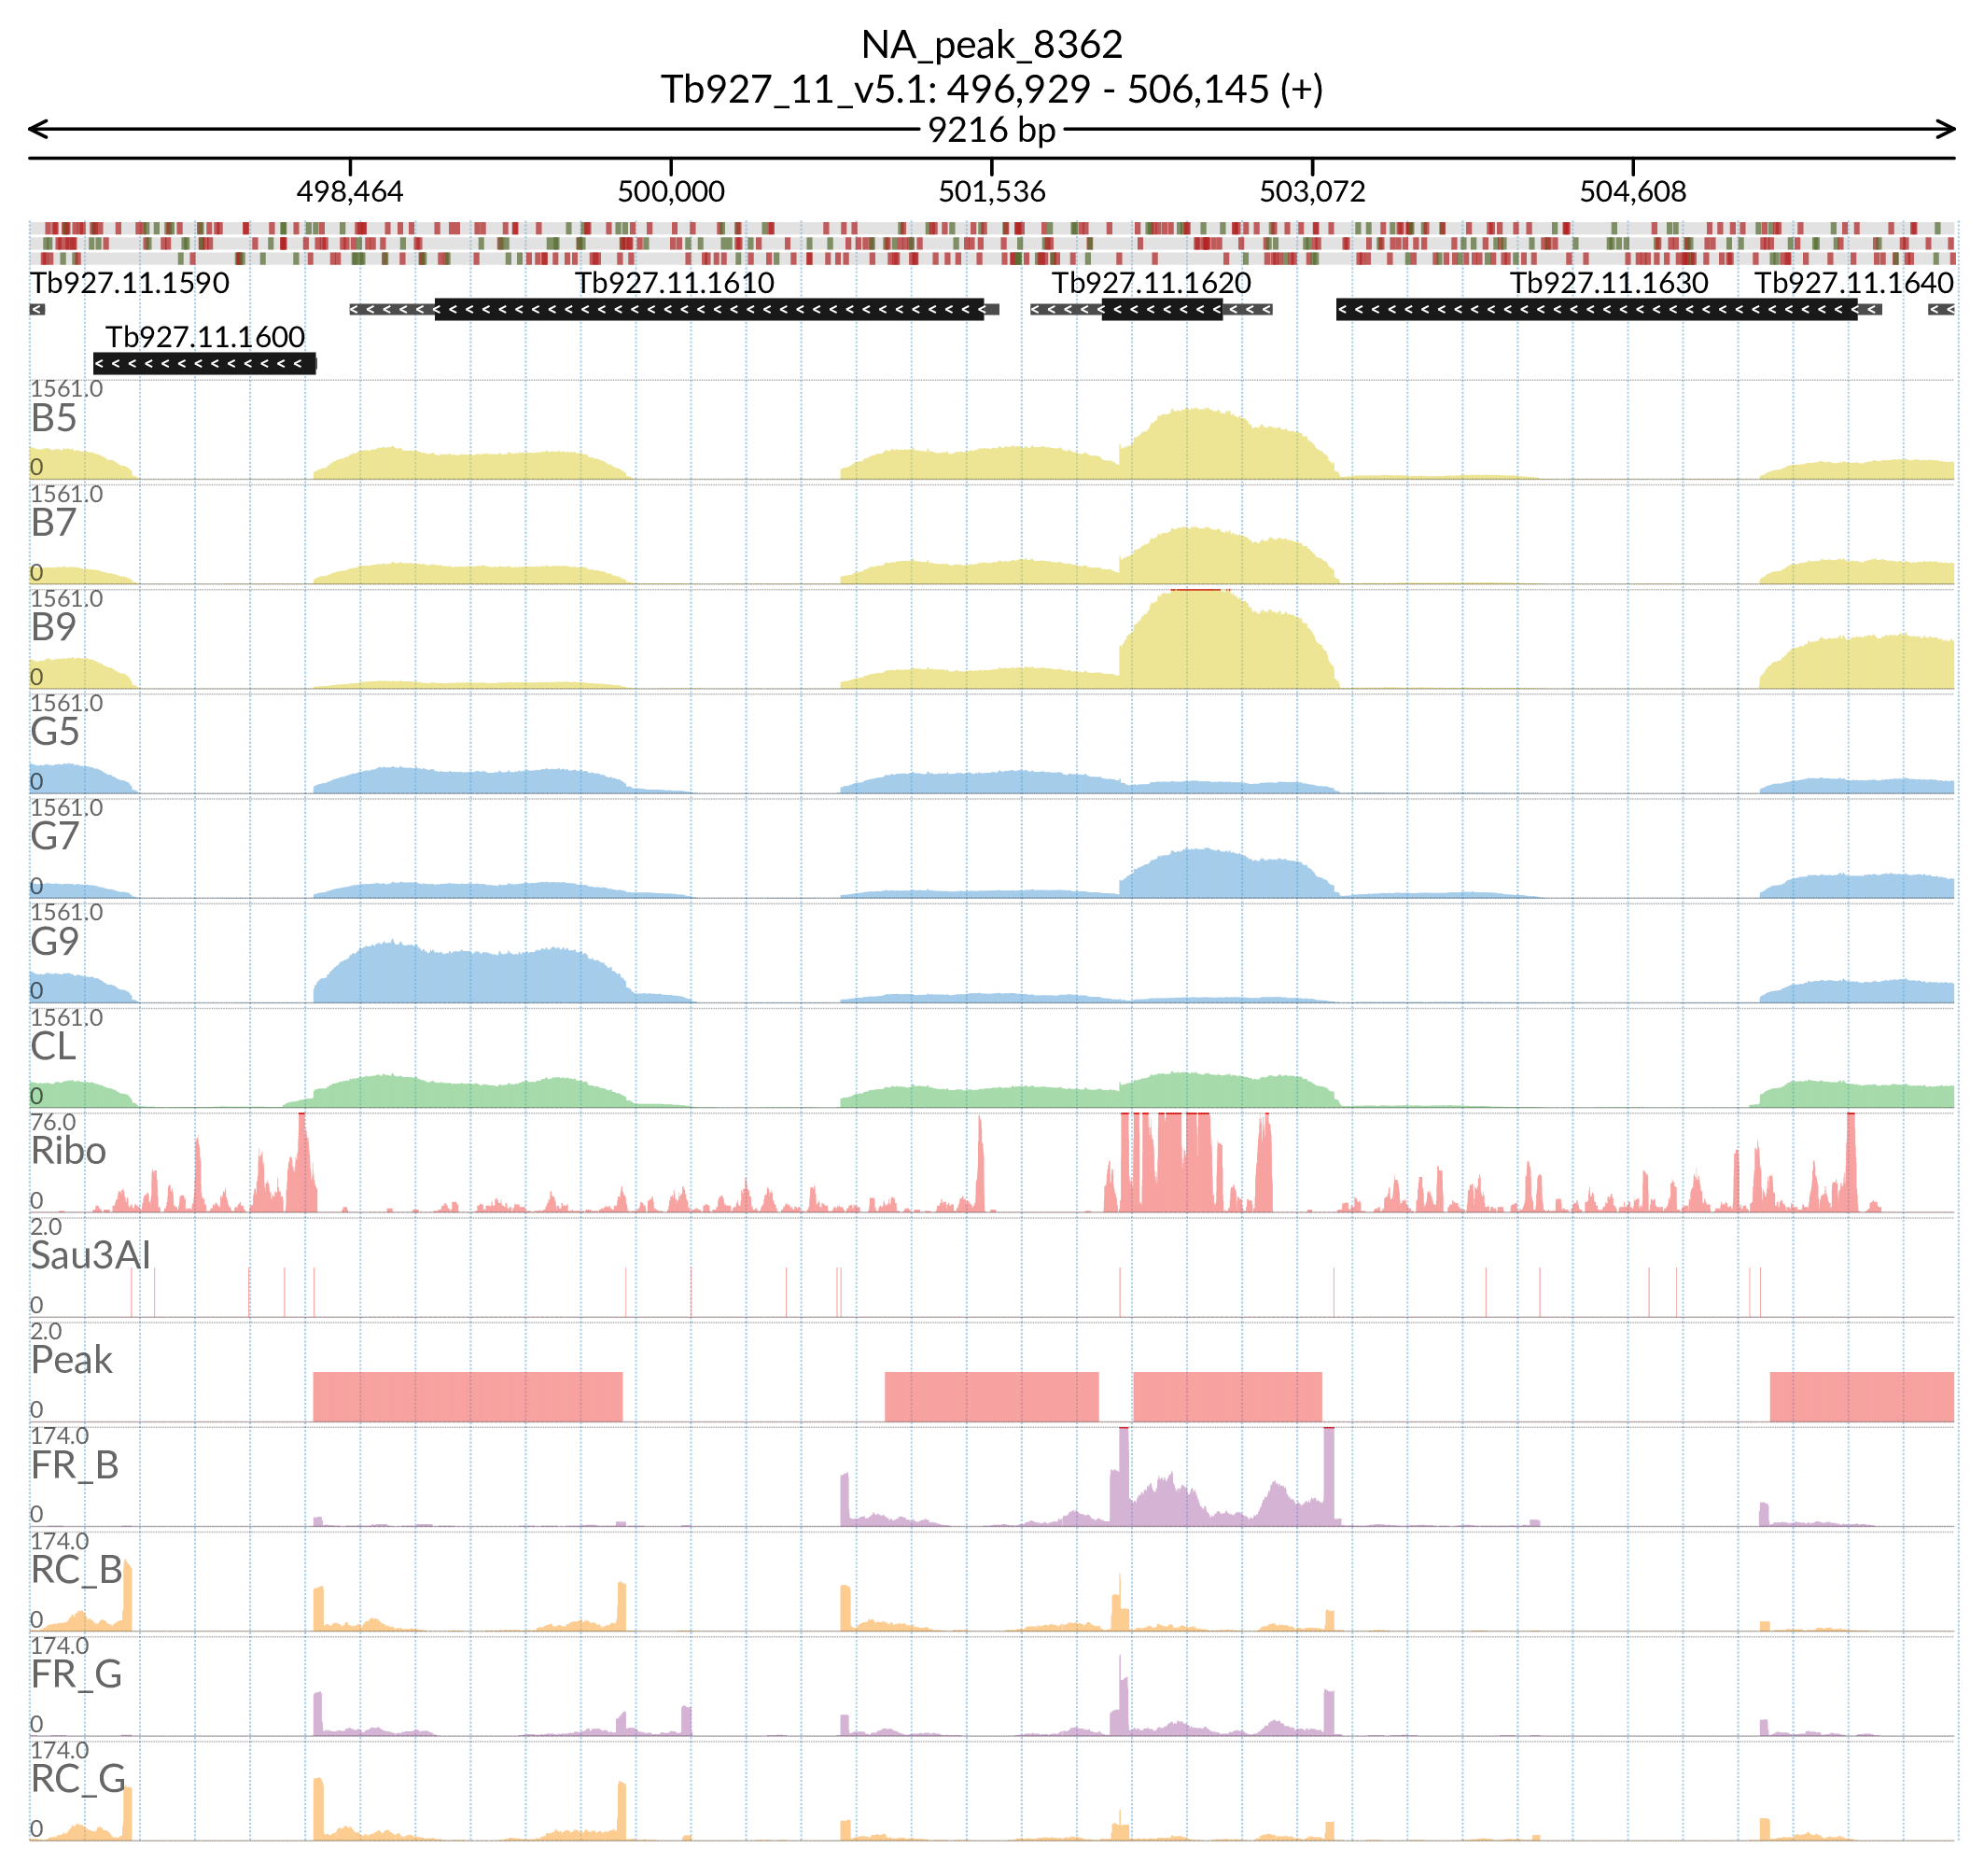 NA_peak_8362
Tb927_11_v5.1: 496,929 - 506,145 (+)
9216 bp
498,464 500,000 501,536 503,072 504,608
Tb927.11.1590 Tb927.11.1610 Tb927.11.1620 Tb927.11.1630 Tb927.11.1640
Tb927.11.1600
1561.0
B5
0
1561.0
B7
0
1561.0
B9
0
1561.0
G5
0
1561.0
G7
0
1561.0
G9
0
1561.0
CL
0
76.0
Ribo
0
2.0
Sau3AI
0
2.0
Peak
0
174.0
FR_B
0
174.0
RC_B
0
174.0
FR_G
0
174.0
RC_G
0